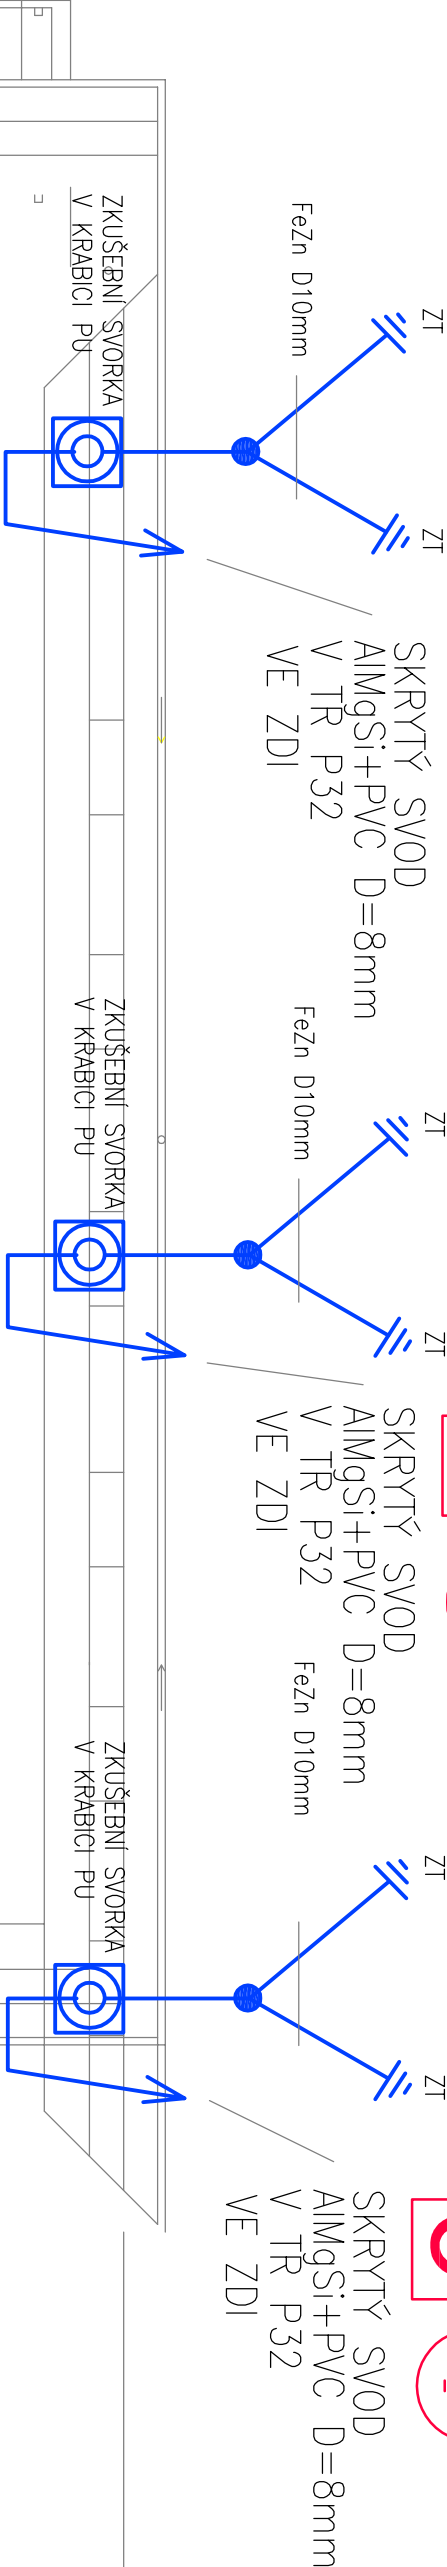 ZKUŠEBNÍ SVORKA
V KRABICI PU
FeZn D10mm
ZT
ZT
SKRYTÝ SVOD
AlMgSi+PVC D=8mm
V TR P32
VE ZDI
ZKUŠEBNÍ SVORKA
V KRABICI PU
FeZn D10mm
ZT
ZT
SKRYTÝ SVOD
AlMgSi+PVC D=8mm
V TR P32
VE ZDI
ZKUŠEBNÍ SVORKA
V KRABICI PU
FeZn D10mm
ZT
ZT
SKRYTÝ SVOD
AlMgSi+PVC D=8mm
V TR P32
VE ZDI